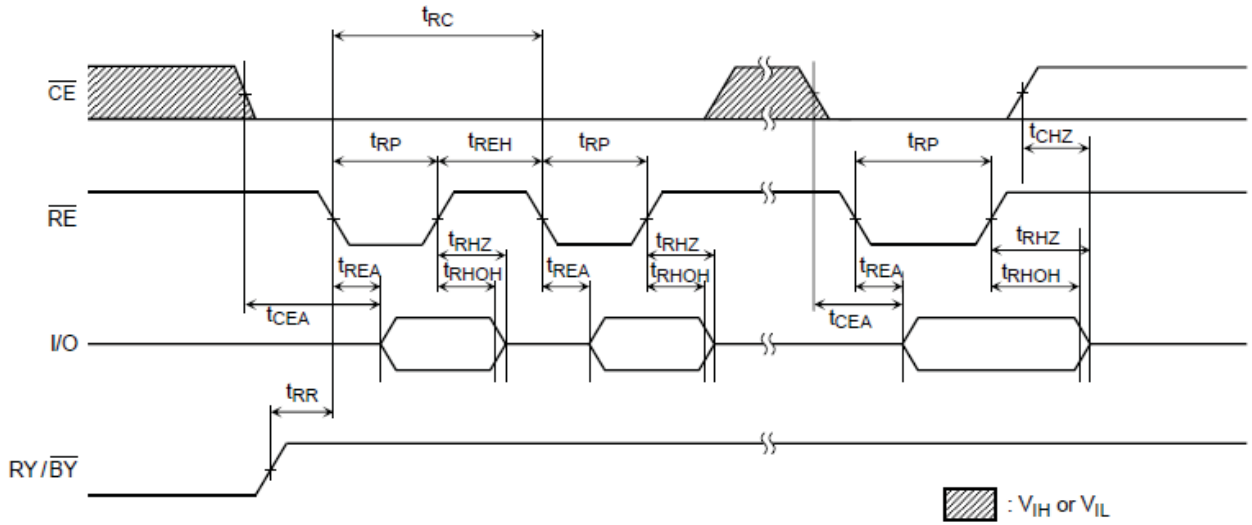 tRC
CE
tRP tREH tRP tRP tCHZ
RE
tRHZ tRHZ tRHZ
tREA tRHOH tREA tRHOH tREA tRHOH
tCEA tCEA
I/O
tRR
RY/BY
: VIH or VIL